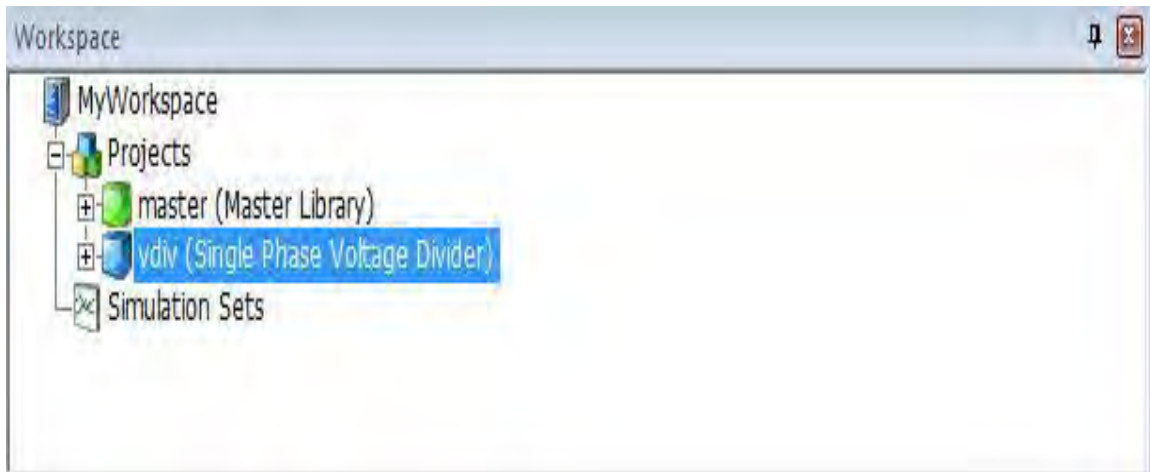 Workspace
MyWorkspace
Projects
master (Master Library)
vdiv (Single Phase Voltage Divider)
Simulation Sets